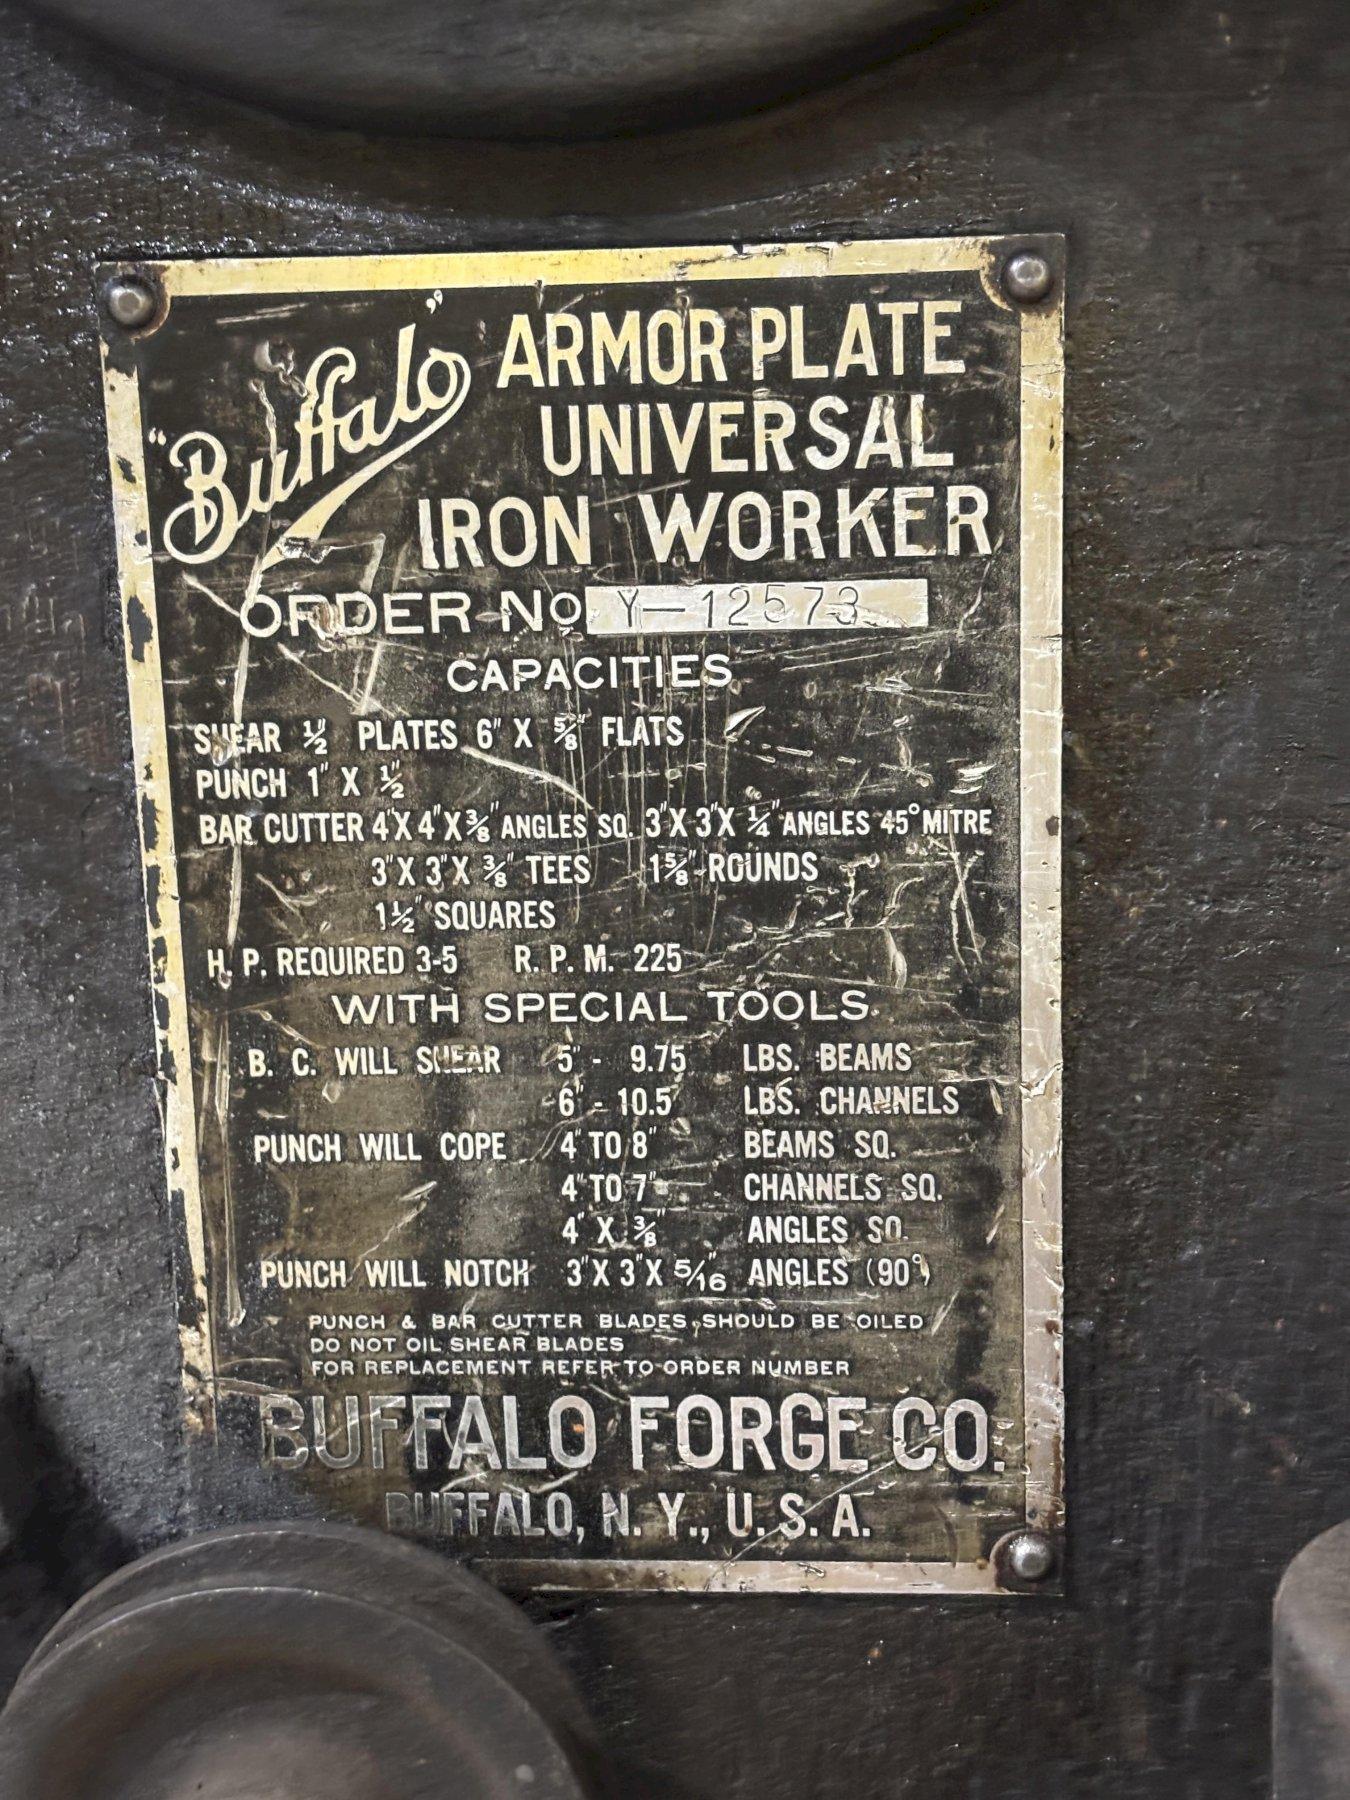 "Buffalo" ARMOR PLATE
UNIVERSAL
IRON WORKER
ORDER No. Y-12573
CAPACITIES
SHEAR ½" PLATES 6" X ⅝" FLATS
PUNCH 1" X ½"
BAR CUTTER 4"X 4"X ⅜" ANGLES SQ. 3"X 3"X ¼" ANGLES 45° MITRE
3"X 3"X ⅜" TEES 1⅝" ROUNDS
1½" SQUARES
H. P. REQUIRED 3-5 R. P. M. 225
WITH SPECIAL TOOLS
B. C. WILL SHEAR 5" - 9.75 LBS. BEAMS
6" - 10.5 LBS. CHANNELS
PUNCH WILL COPE 4" TO 8" BEAMS SQ.
4" TO 7" CHANNELS SQ.
4" X ⅜" ANGLES SQ.
PUNCH WILL NOTCH 3"X 3"X 5/16" ANGLES (90°)
PUNCH & BAR CUTTER BLADES SHOULD BE OILED
DO NOT OIL SHEAR BLADES
FOR REPLACEMENT REFER TO ORDER NUMBER
BUFFALO FORGE CO.
BUFFALO, N. Y., U. S. A.